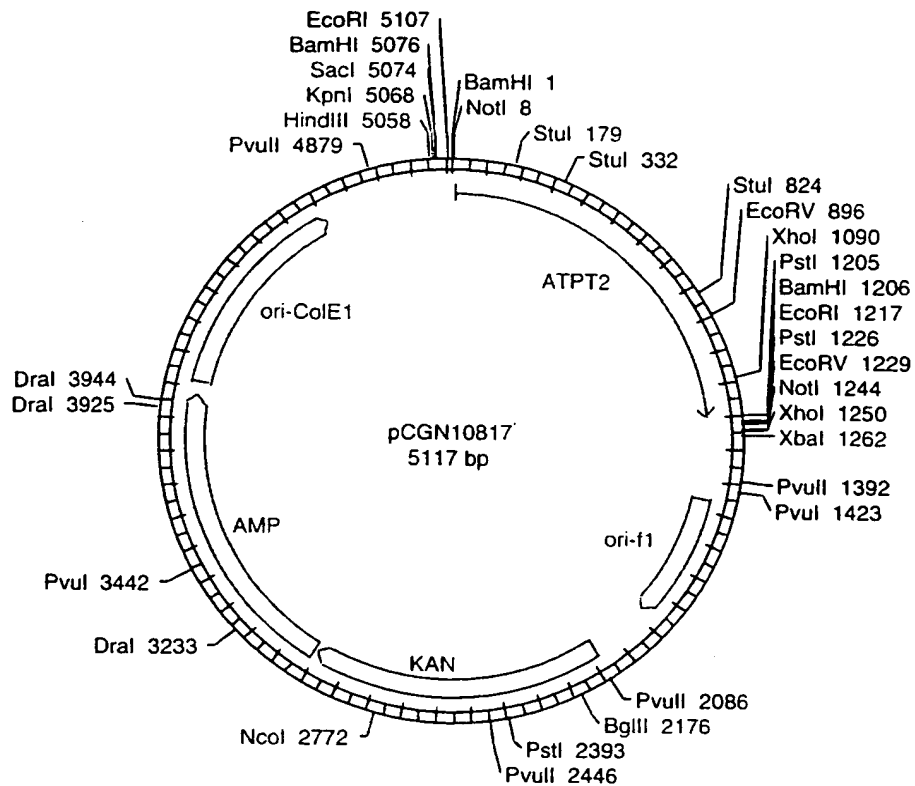 EcoRI 5107
BamHI 5076
SacI 5074
KpnI 5068
HindIII 5058
PvuII 4879
BamHI 1
NotI 8
StuI 179
StuI 332
StuI 824
EcoRV 896
XhoI 1090
PstI 1205
BamHI 1206
EcoRI 1217
PstI 1226
EcoRV 1229
NotI 1244
XhoI 1250
XbaI 1262
PvuII 1392
PvuI 1423
ATPT2
ori-ColE1
DraI 3944
DraI 3925
pCGN10817
5117 bp
AMP
ori-f1
PvuI 3442
DraI 3233
KAN
NcoI 2772
PvuII 2086
BglII 2176
PstI 2393
PvuII 2446